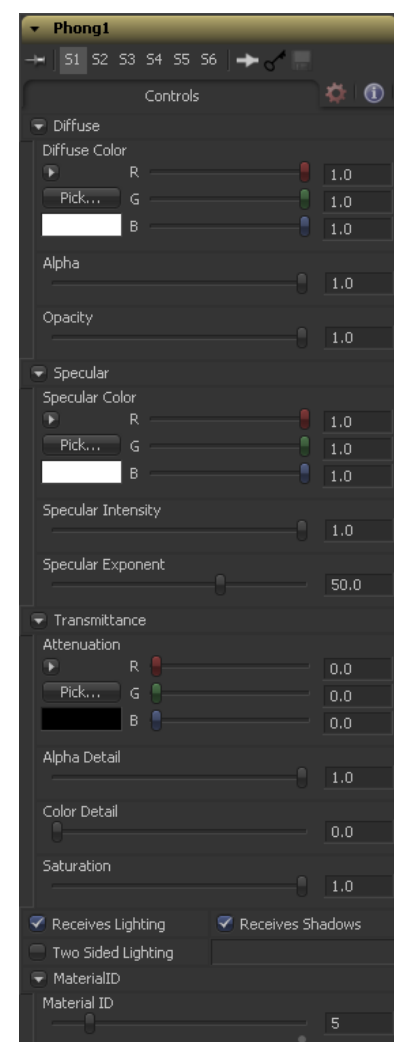 Phong1
S1 S2 S3 S4 S5 S6
Controls
Diffuse
Diffuse Color
R 1.0
Pick... G 1.0
B 1.0
Alpha
1.0
Opacity
1.0
Specular
Specular Color
R 1.0
Pick... G 1.0
B 1.0
Specular Intensity
1.0
Specular Exponent
50.0
Transmittance
Attenuation
R 0.0
Pick... G 0.0
B 0.0
Alpha Detail
1.0
Color Detail
0.0
Saturation
1.0
Receives Lighting Receives Shadows
Two Sided Lighting
MaterialID
Material ID
5